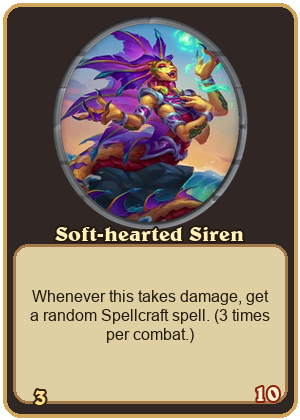 Soft-hearted Siren
Whenever this takes damage, get
a random Spellcraft spell. (3 times
per combat.)
3 10